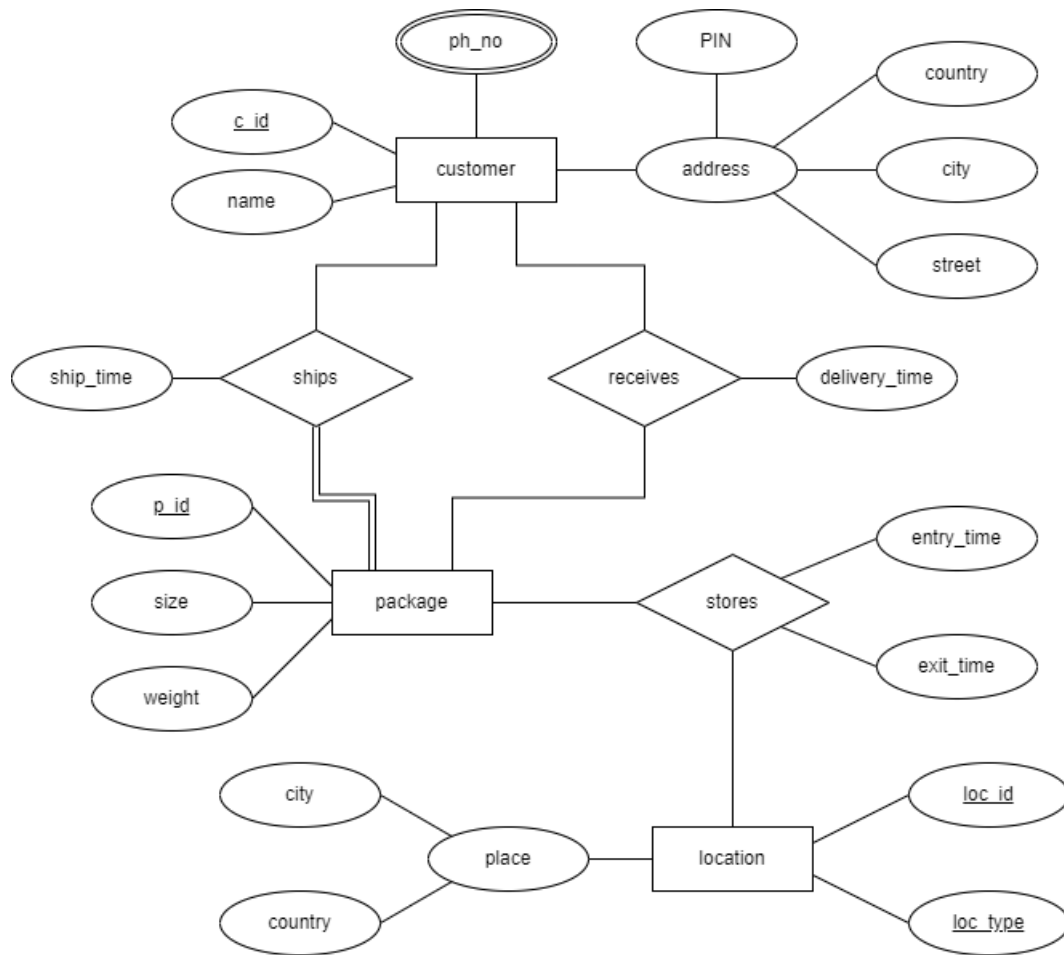 ph_no
PIN
country
c_id
customer
address
city
name
street
ship_time
ships
receives
delivery_time
p_id
entry_time
size
package
stores
weight
exit_time
city
loc_id
place
location
country
loc_type